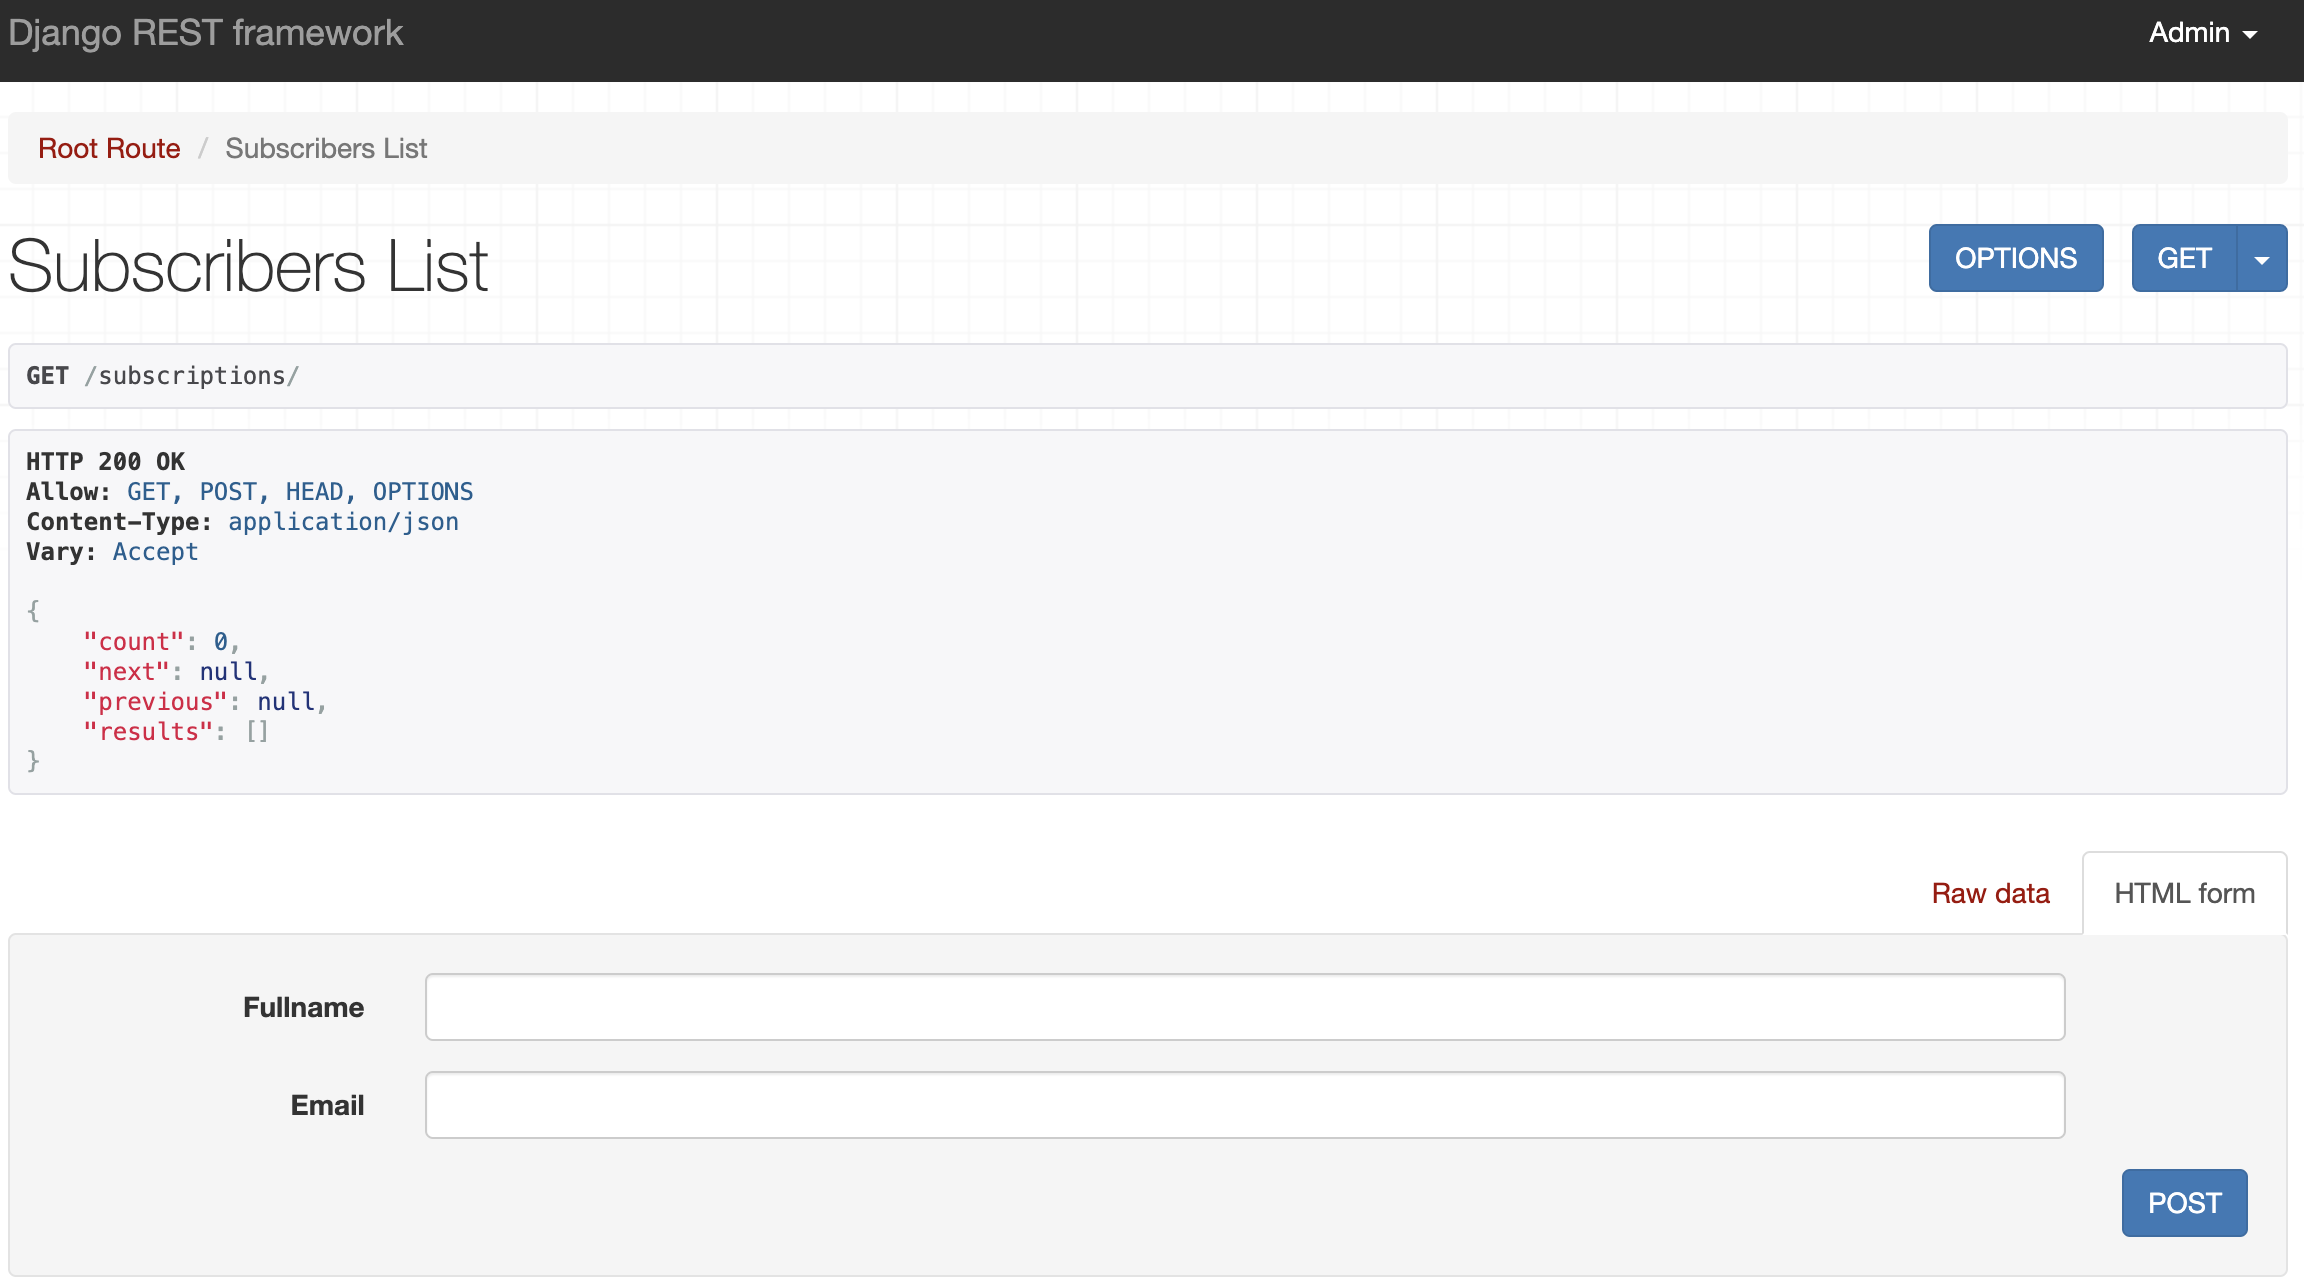 Django REST framework
Admin
Root Route / Subscribers List
Subscribers List
OPTIONS
GET
GET /subscriptions/
HTTP 200 OK
Allow: GET, POST, HEAD, OPTIONS
Content-Type: application/json
Vary: Accept
{
    "count": 0,
    "next": null,
    "previous": null,
    "results": []
}
Raw data
HTML form
Fullname
Email
POST